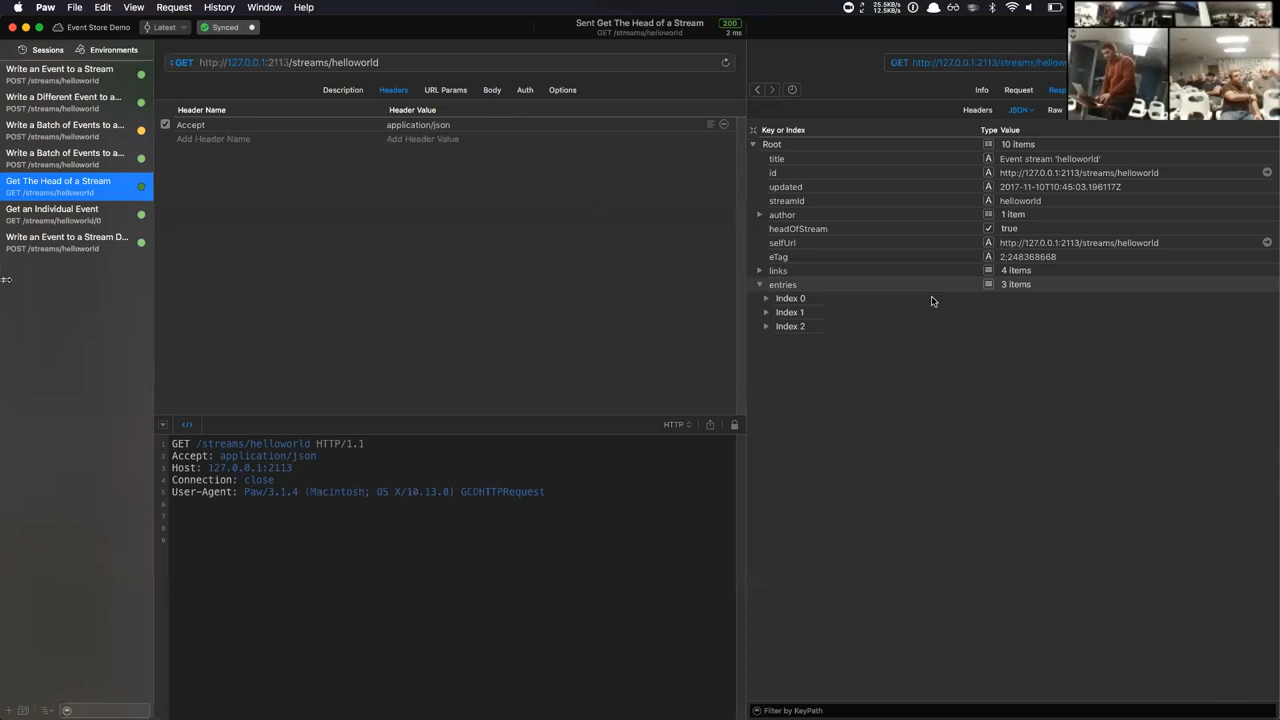 Paw File Edit View Request History Window Help
22°C 12.5KB/s
Event Store Demo Latest Synced
Sent Get The Head of a Stream
GET /streams/helloworld
200
2 ms
Sessions Environments
Write an Event to a Stream
POST /streams/helloworld
Write a Different Event to a...
POST /streams/helloworld
Write a Batch of Events to a...
POST /streams/helloworld
Write a Batch of Events to a...
POST /streams/helloworld
Get The Head of a Stream
GET /streams/helloworld
Get an Individual Event
GET /streams/helloworld/0
Write an Event to a Stream D...
POST /streams/helloworld
GET http://127.0.0.1:2113/streams/helloworld
Description Headers URL Params Body Auth Options
Header Name Header Value
Accept application/json
Add Header Name Add Header Value
HTTP
1 GET /streams/helloworld HTTP/1.1
2 Accept: application/json
3 Host: 127.0.0.1:2113
4 Connection: close
5 User-Agent: Paw/3.1.4 (Macintosh; OS X/10.13.0) GCDHTTPRequest
6
7
8
9
GET http://127.0.0.1:2113/streams/hellow
Info Request Resp
Headers JSON Raw
Key or Index Type Value
Root 10 items
title A Event stream 'helloworld'
id A http://127.0.0.1:2113/streams/helloworld
updated A 2017-11-10T10:45:03.196117Z
streamId A helloworld
author 1 item
headOfStream true
selfUrl A http://127.0.0.1:2113/streams/helloworld
eTag A 2;248368668
links 4 items
entries 3 items
Index 0
Index 1
Index 2
Filter by KeyPath